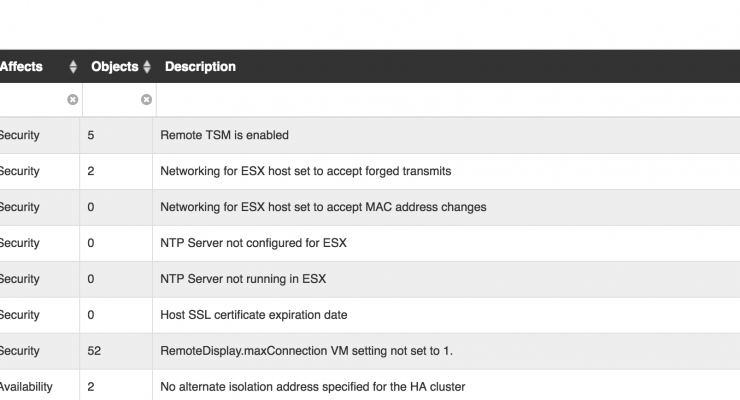 Affects Objects Description
Security 5 Remote TSM is enabled
Security 2 Networking for ESX host set to accept forged transmits
Security 0 Networking for ESX host set to accept MAC address changes
Security 0 NTP Server not configured for ESX
Security 0 NTP Server not running in ESX
Security 0 Host SSL certificate expiration date
Security 52 RemoteDisplay.maxConnection VM setting not set to 1.
Availability 2 No alternate isolation address specified for the HA cluster